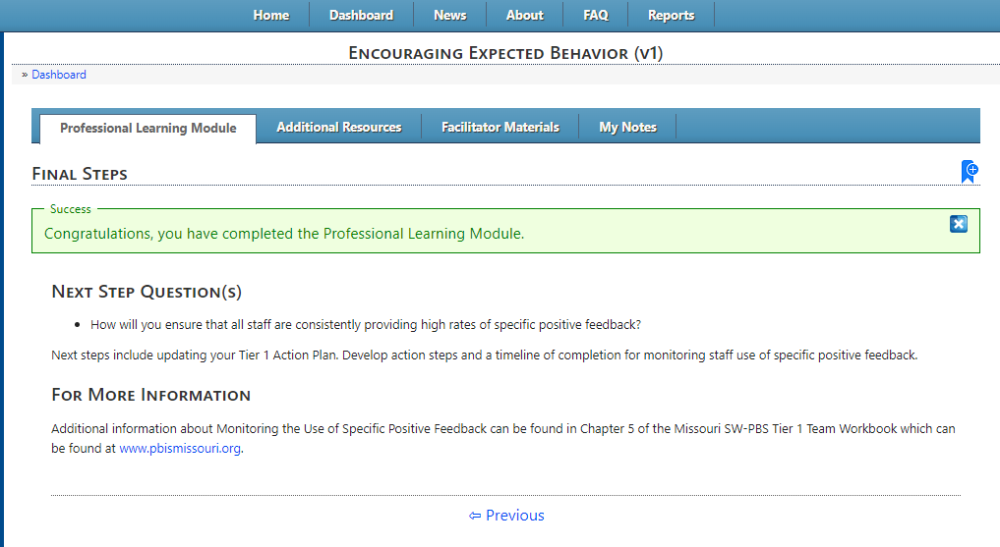 Home Dashboard News About FAQ Reports
Encouraging Expected Behavior (v1)
» Dashboard
Professional Learning Module Additional Resources Facilitator Materials My Notes
Final Steps
Success
Congratulations, you have completed the Professional Learning Module.
Next Step Question(s)
• How will you ensure that all staff are consistently providing high rates of specific positive feedback?
Next steps include updating your Tier 1 Action Plan. Develop action steps and a timeline of completion for monitoring staff use of specific positive feedback.
For More Information
Additional information about Monitoring the Use of Specific Positive Feedback can be found in Chapter 5 of the Missouri SW-PBS Tier 1 Team Workbook which can
be found at www.pbismissouri.org.
⇦ Previous